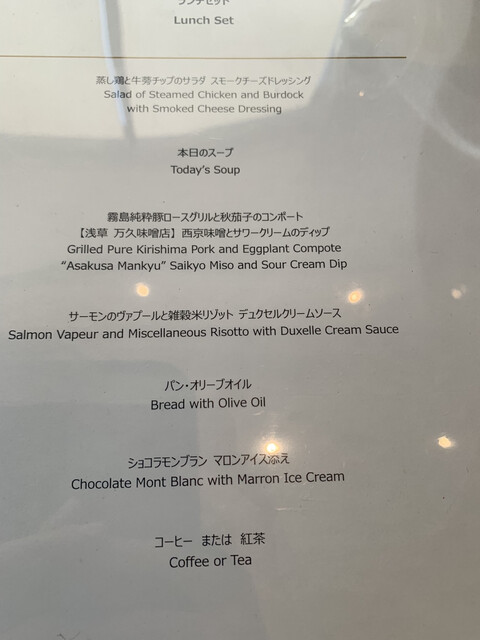 ランチセット
Lunch Set
蒸し鶏と牛蒡チップのサラダ スモークチーズドレッシング
Salad of Steamed Chicken and Burdock
with Smoked Cheese Dressing
本日のスープ
Today's Soup
霧島純粋豚ロースグリルと秋茄子のコンポート
【浅草 万久味噌店】 西京味噌とサワークリームのディップ
Grilled Pure Kirishima Pork and Eggplant Compote
“Asakusa Mankyu” Saikyo Miso and Sour Cream Dip
サーモンのヴァプールと雑穀米リゾット デュクセルクリームソース
Salmon Vapeur and Miscellaneous Risotto with Duxelle Cream Sauce
パン・オリーブオイル
Bread with Olive Oil
ショコラモンブラン マロンアイス添え
Chocolate Mont Blanc with Marron Ice Cream
コーヒー または 紅茶
Coffee or Tea